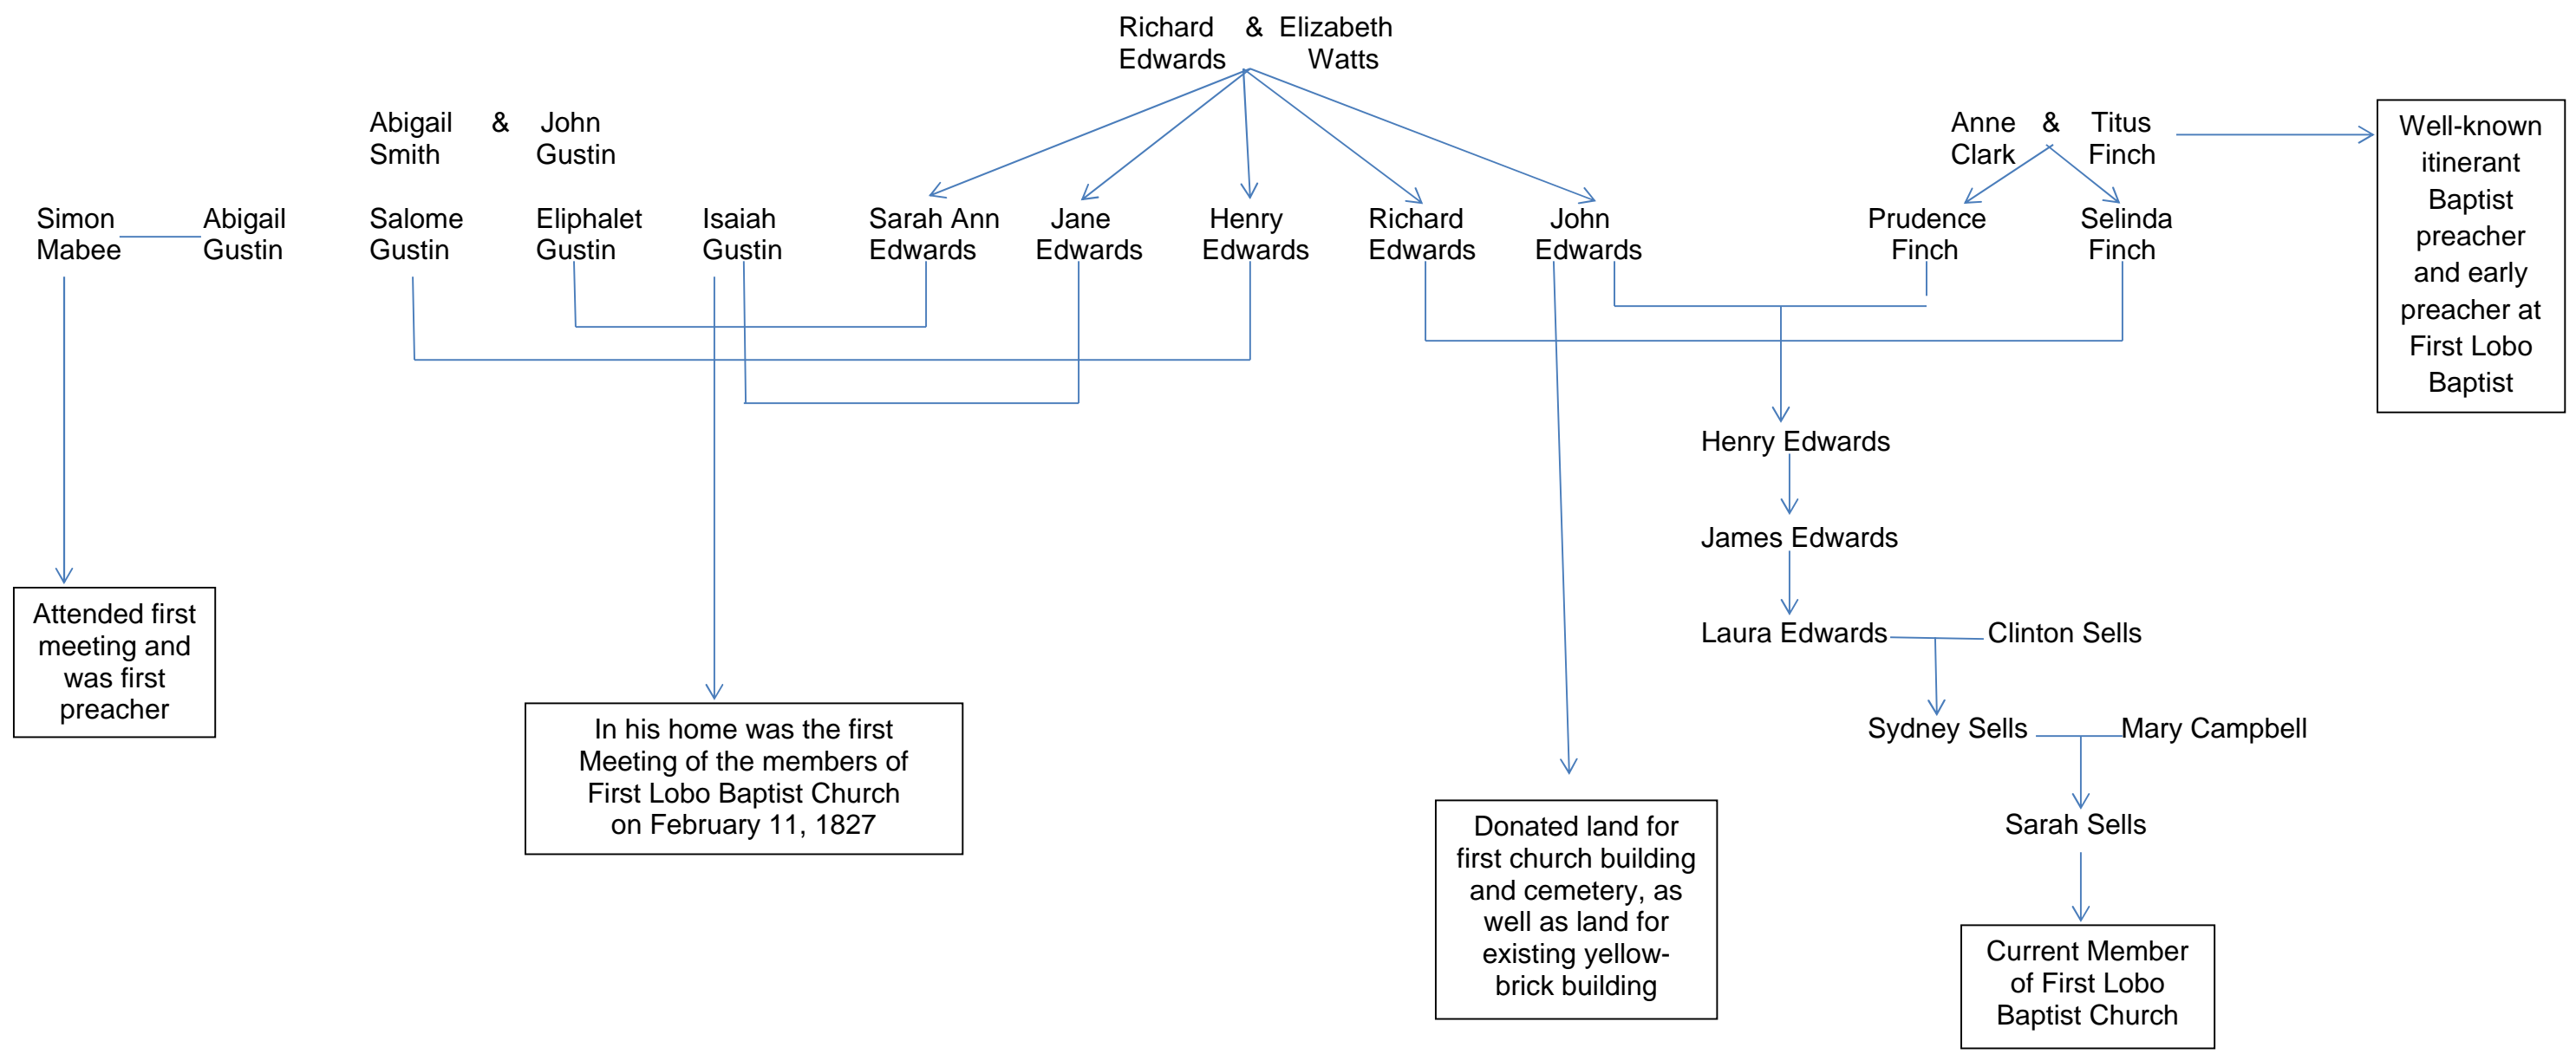 Richard & Elizabeth
Edwards Watts
Abigail & John
Smith Gustin
Anne & Titus
Clark Finch
Well-known
itinerant
Baptist
preacher
and early
preacher at
First Lobo
Baptist
Simon Abigail Salome Eliphalet Isaiah Sarah Ann Jane Henry Richard John Prudence Selinda
Mabee Gustin Gustin Gustin Gustin Edwards Edwards Edwards Edwards Edwards Finch Finch
Henry Edwards
James Edwards
Laura Edwards Clinton Sells
Sydney Sells Mary Campbell
Sarah Sells
Attended first
meeting and
was first
preacher
In his home was the first
Meeting of the members of
First Lobo Baptist Church
on February 11, 1827
Donated land for
first church building
and cemetery, as
well as land for
existing yellow-
brick building
Current Member
of First Lobo
Baptist Church